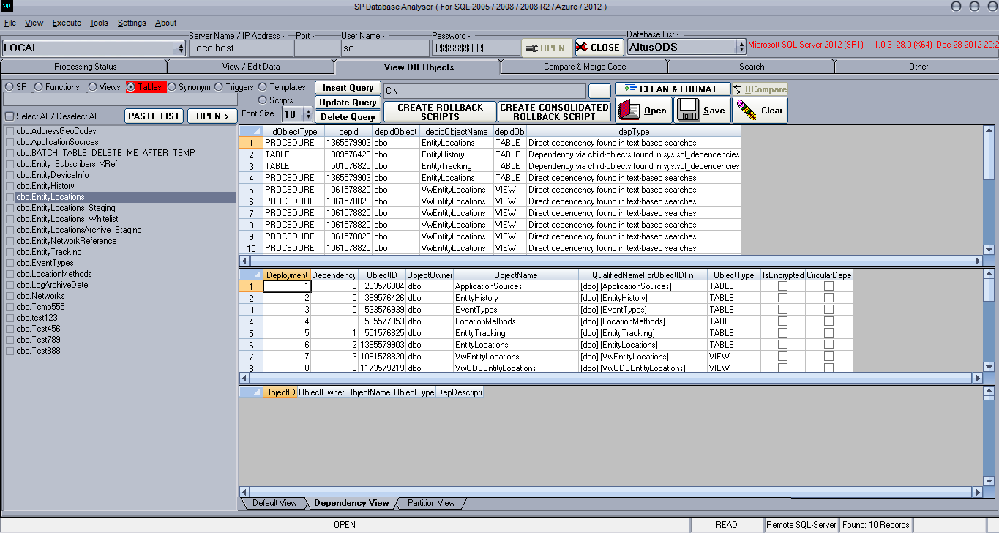 SP Database Analyser ( For SQL 2005 / 2008 / 2008 R2 / Azure / 2012 )
File View Execute Tools Settings About
Server Name / IP Address - Port - User Name - Password - Database List -
LOCAL Localhost sa $$$$$$$$$$ OPEN CLOSE AltusODS Microsoft SQL Server 2012 (SP1) - 11.0.3128.0 (X64) Dec 28 2012 20:2
Processing Status View / Edit Data View DB Objects Compare & Merge Code Search Other
SP Functions Views Tables Synonym Triggers Templates
Scripts
Font Size 10
Insert Query
Update Query
Delete Query
C:\ ...
CREATE ROLLBACK SCRIPTS
CREATE CONSOLIDATED ROLLBACK SCRIPT
CLEAN & FORMAT BCompare
Open Save Clear
Select All / Deselect All PASTE LIST OPEN >
dbo.AddressGeoCodes
dbo.ApplicationSources
dbo.BATCH_TABLE_DELETE_ME_AFTER_TEMP
dbo.Entity_Subscribers_XRef
dbo.EntityDeviceInfo
dbo.EntityHistory
dbo.EntityLocations
dbo.EntityLocations_Staging
dbo.EntityLocations_Whitelist
dbo.EntityLocationsArchive_Staging
dbo.EntityNetworkReference
dbo.EntityTracking
dbo.EventTypes
dbo.LocationMethods
dbo.LogArchiveDate
dbo.Networks
dbo.Temp555
dbo.test123
dbo.Test456
dbo.Test789
dbo.Test888
idObjectType depid depidObject depidObjectName depidObj depType
1 PROCEDURE 1365579903 dbo EntityLocations TABLE Direct dependency found in text-based searches
2 TABLE 389576426 dbo EntityHistory TABLE Dependency via child-objects found in sys.sql_dependencies
3 TABLE 501576825 dbo EntityTracking TABLE Dependency via child-objects found in sys.sql_dependencies
4 PROCEDURE 1365579903 dbo EntityLocations TABLE Direct dependency found in text-based searches
5 PROCEDURE 1061578820 dbo VwEntityLocations VIEW Direct dependency found in text-based searches
6 PROCEDURE 1061578820 dbo VwEntityLocations VIEW Direct dependency found in text-based searches
7 PROCEDURE 1061578820 dbo VwEntityLocations VIEW Direct dependency found in text-based searches
8 PROCEDURE 1061578820 dbo VwEntityLocations VIEW Direct dependency found in text-based searches
9 PROCEDURE 1061578820 dbo VwEntityLocations VIEW Direct dependency found in text-based searches
10 PROCEDURE 1061578820 dbo VwEntityLocations VIEW Direct dependency found in text-based searches
Deployment Dependency ObjectID ObjectOwner ObjectName QualifiedNameForObjectIDFn ObjectType IsEncrypted CircularDepe
1 1 0 293576084 dbo ApplicationSources [dbo].[ApplicationSources] TABLE
2 2 0 389576426 dbo EntityHistory [dbo].[EntityHistory] TABLE
3 3 0 533576939 dbo EventTypes [dbo].[EventTypes] TABLE
4 4 0 565577053 dbo LocationMethods [dbo].[LocationMethods] TABLE
5 5 1 501576825 dbo EntityTracking [dbo].[EntityTracking] TABLE
6 6 2 1365579903 dbo EntityLocations [dbo].[EntityLocations] TABLE
7 7 3 1061578820 dbo VwEntityLocations [dbo].[VwEntityLocations] VIEW
8 8 3 1173579219 dbo VwODSEntityLocations [dbo].[VwODSEntityLocations] VIEW
ObjectID ObjectOwner ObjectName ObjectType DepDescripti
Default View Dependency View Partition View
OPEN READ Remote SQL-Server Found: 10 Records